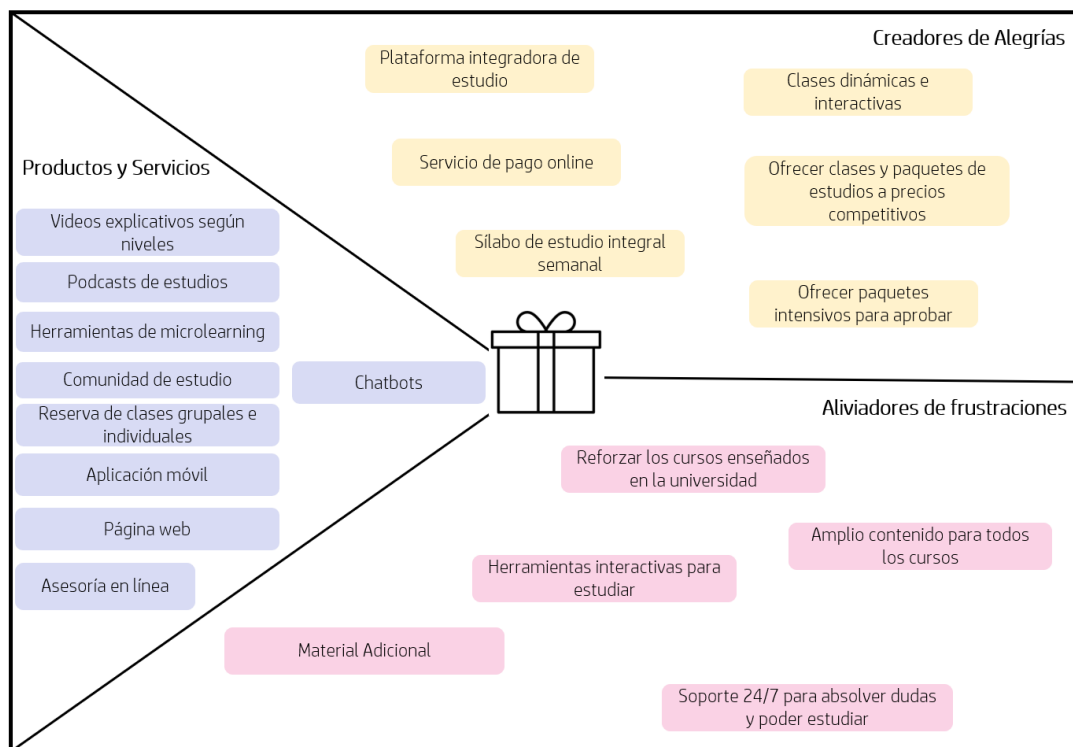 Creadores de Alegrías
Plataforma integradora de
estudio
Clases dinámicas e
interactivas
Servicio de pago online
Ofrecer clases y paquetes de
estudios a precios
competitivos
Sílabo de estudio integral
semanal
Ofrecer paquetes
intensivos para aprobar
Productos y Servicios
Videos explicativos según
niveles
Podcasts de estudios
Herramientas de microlearning
Comunidad de estudio
Chatbots
Reserva de clases grupales e
individuales
Aplicación móvil
Página web
Asesoría en línea
Aliviadores de frustraciones
Reforzar los cursos enseñados
en la universidad
Amplio contenido para todos
los cursos
Herramientas interactivas para
estudiar
Material Adicional
Soporte 24/7 para absolver dudas
y poder estudiar